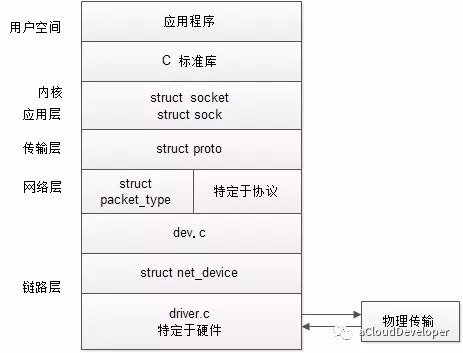 用户空间
应用程序
C 标准库
内核
应用层
struct socket
struct sock
传输层
struct proto
网络层
struct
packet_type
特定于协议
dev.c
链路层
struct net_device
driver.c
特定于硬件
物理传输
aCloudDeveloper